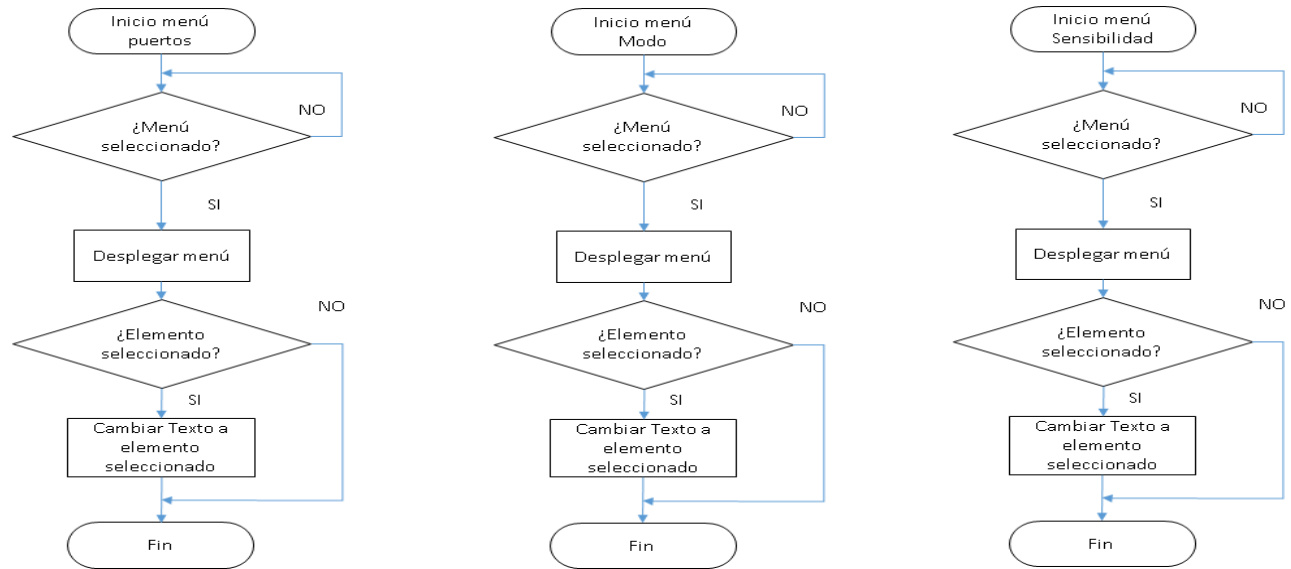 Inicio menú
puertos
NO
¿Menú
seleccionado?
SI
Desplegar menú
NO
¿Elemento
seleccionado?
SI
Cambiar Texto a
elemento
seleccionado
Fin
Inicio menú
Modo
NO
¿Menú
seleccionado?
SI
Desplegar menú
NO
¿Elemento
seleccionado?
SI
Cambiar Texto a
elemento
seleccionado
Fin
Inicio menú
Sensibilidad
NO
¿Menú
seleccionado?
SI
Desplegar menú
NO
¿Elemento
seleccionado?
SI
Cambiar Texto a
elemento
seleccionado
Fin